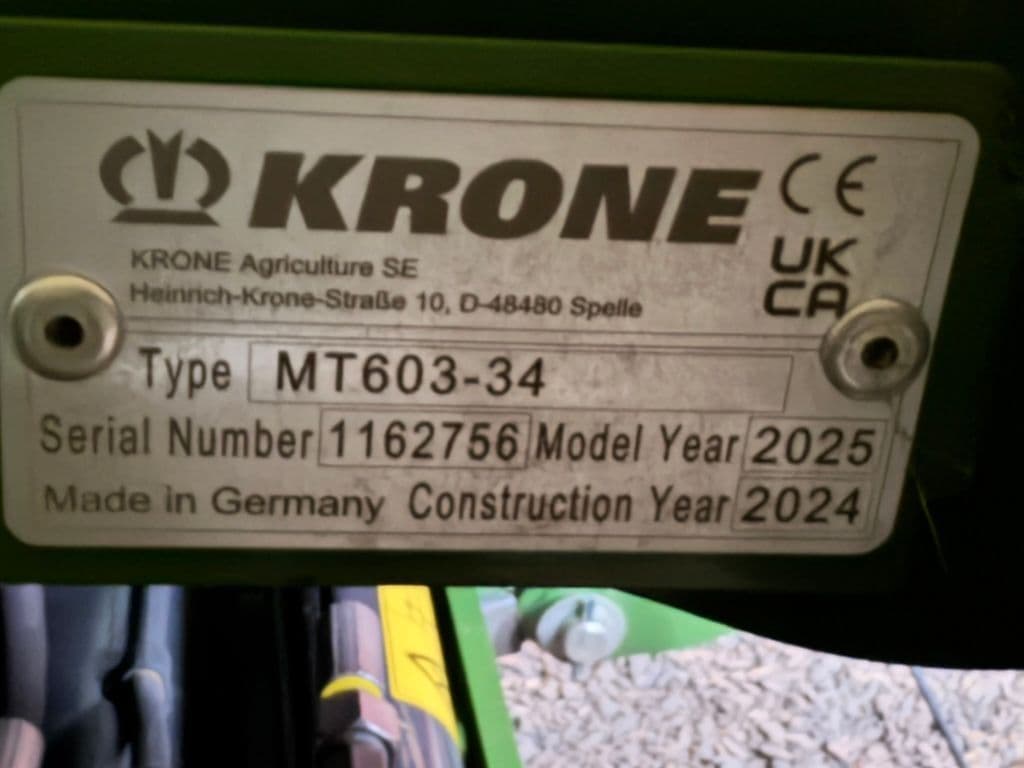 KRONE CE
UK
CA
KRONE Agriculture SE
Heinrich-Krone-Straße 10, D-48480 Spelle
Type MT603-34
Serial Number 1162756 Model Year 2025
Made in Germany Construction Year 2024